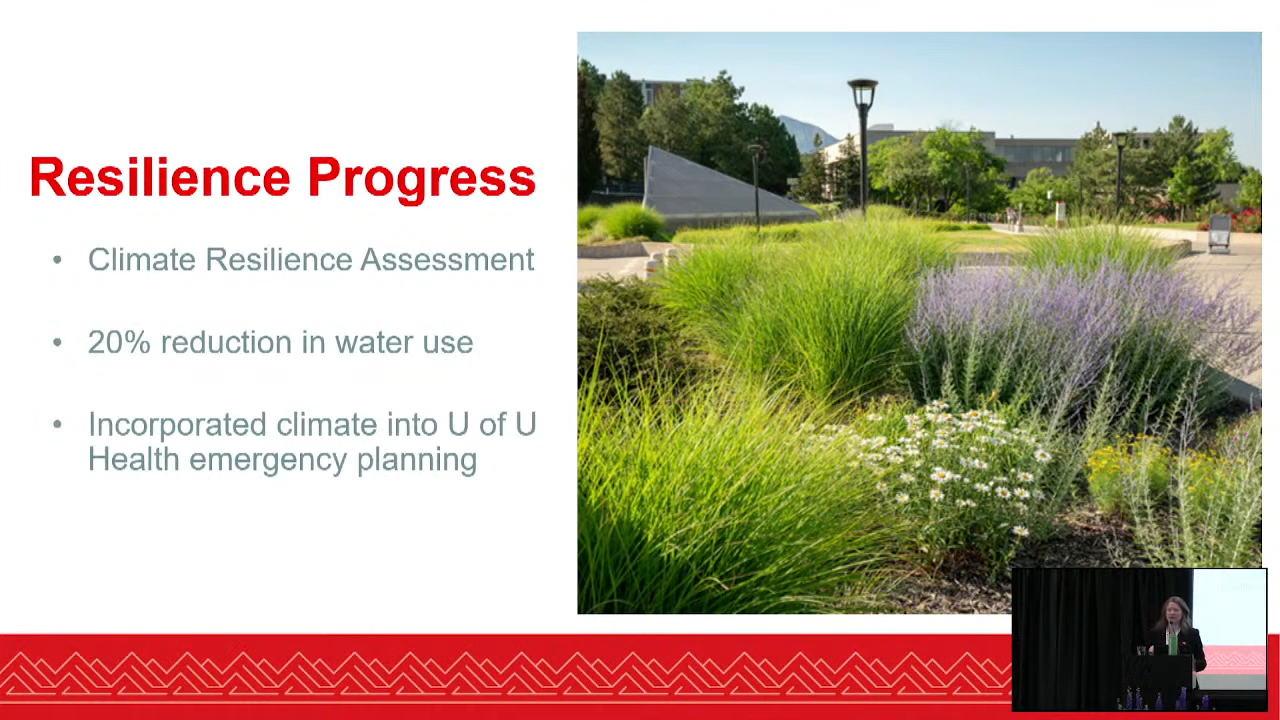 Resilience Progress
• Climate Resilience Assessment
• 20% reduction in water use
• Incorporated climate into U of U
Health emergency planning